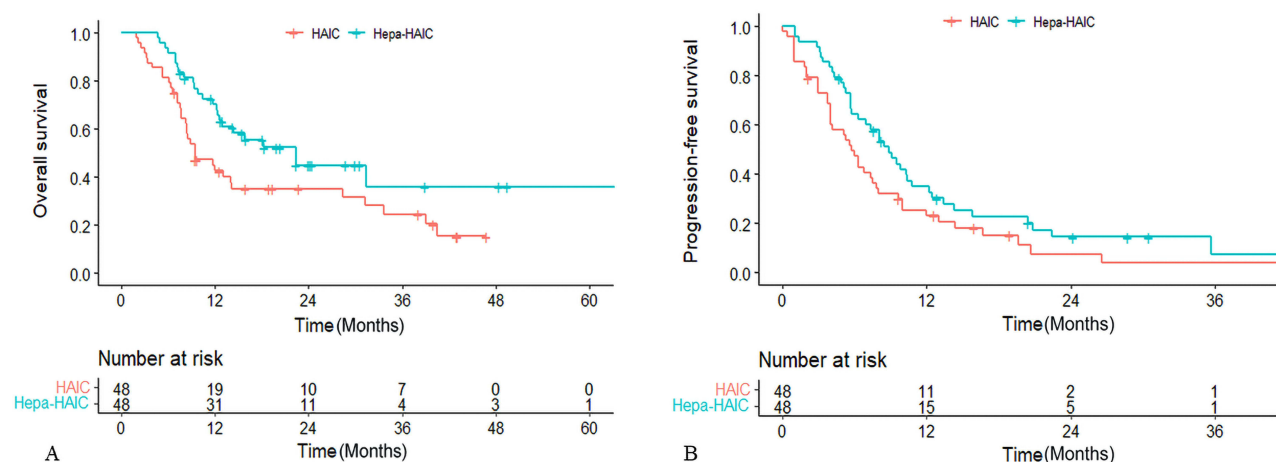 HAIC Hepa-HAIC
Overall survival
1.0
0.8
0.6
0.4
0.2
0.0
0 12 24 36 48 60
Time(Months)
Number at risk
HAIC 48 19 10 7 0 0
Hepa-HAIC 48 31 11 4 3 1
0 12 24 36 48 60
Time(Months)
A
HAIC Hepa-HAIC
Progression-free survival
1.0
0.8
0.6
0.4
0.2
0.0
0 12 24 36
Time(Months)
Number at risk
HAIC 48 11 2 1
Hepa-HAIC 48 15 5 1
0 12 24 36
Time(Months)
B